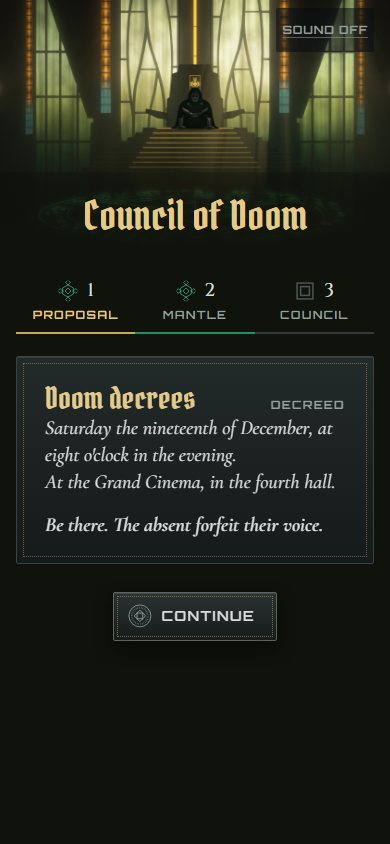 SOUND OFF
Council of Doom
1
PROPOSAL
2
MANTLE
3
COUNCIL
Doom decrees
DECREED
Saturday the nineteenth of December, at
eight o'clock in the evening.
At the Grand Cinema, in the fourth hall.
Be there. The absent forfeit their voice.
CONTINUE